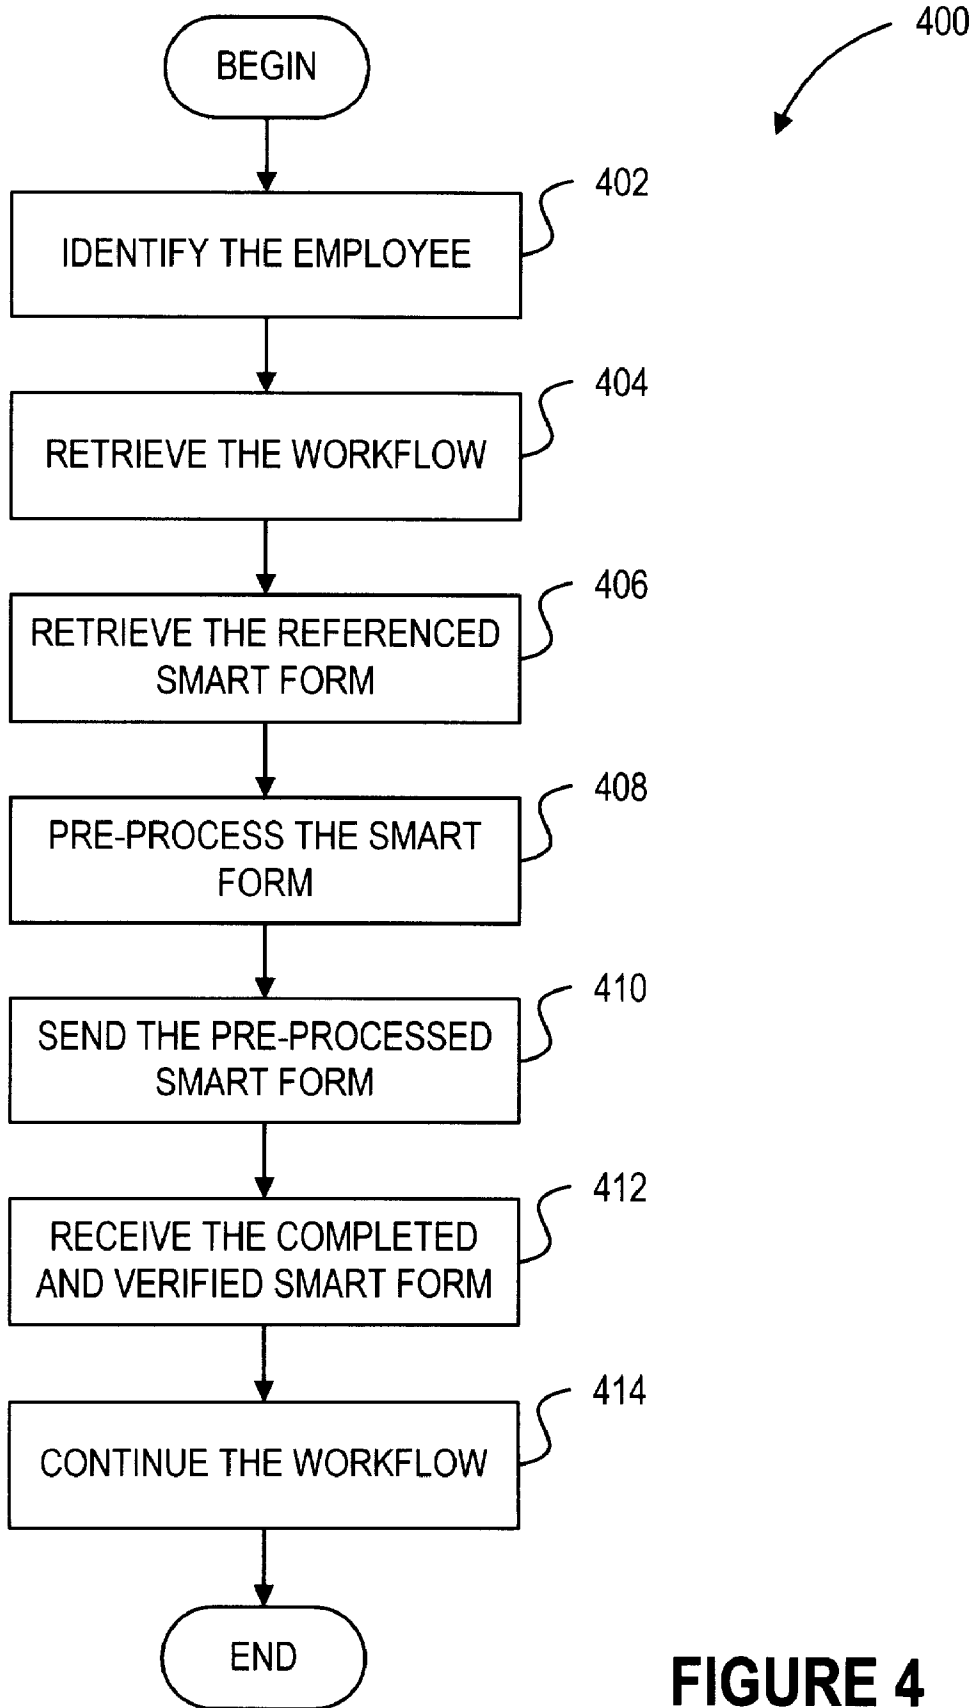 400
BEGIN
402
IDENTIFY THE EMPLOYEE
404
RETRIEVE THE WORKFLOW
406
RETRIEVE THE REFERENCED
SMART FORM
408
PRE-PROCESS THE SMART
FORM
410
SEND THE PRE-PROCESSED
SMART FORM
412
RECEIVE THE COMPLETED
AND VERIFIED SMART FORM
414
CONTINUE THE WORKFLOW
END
FIGURE 4